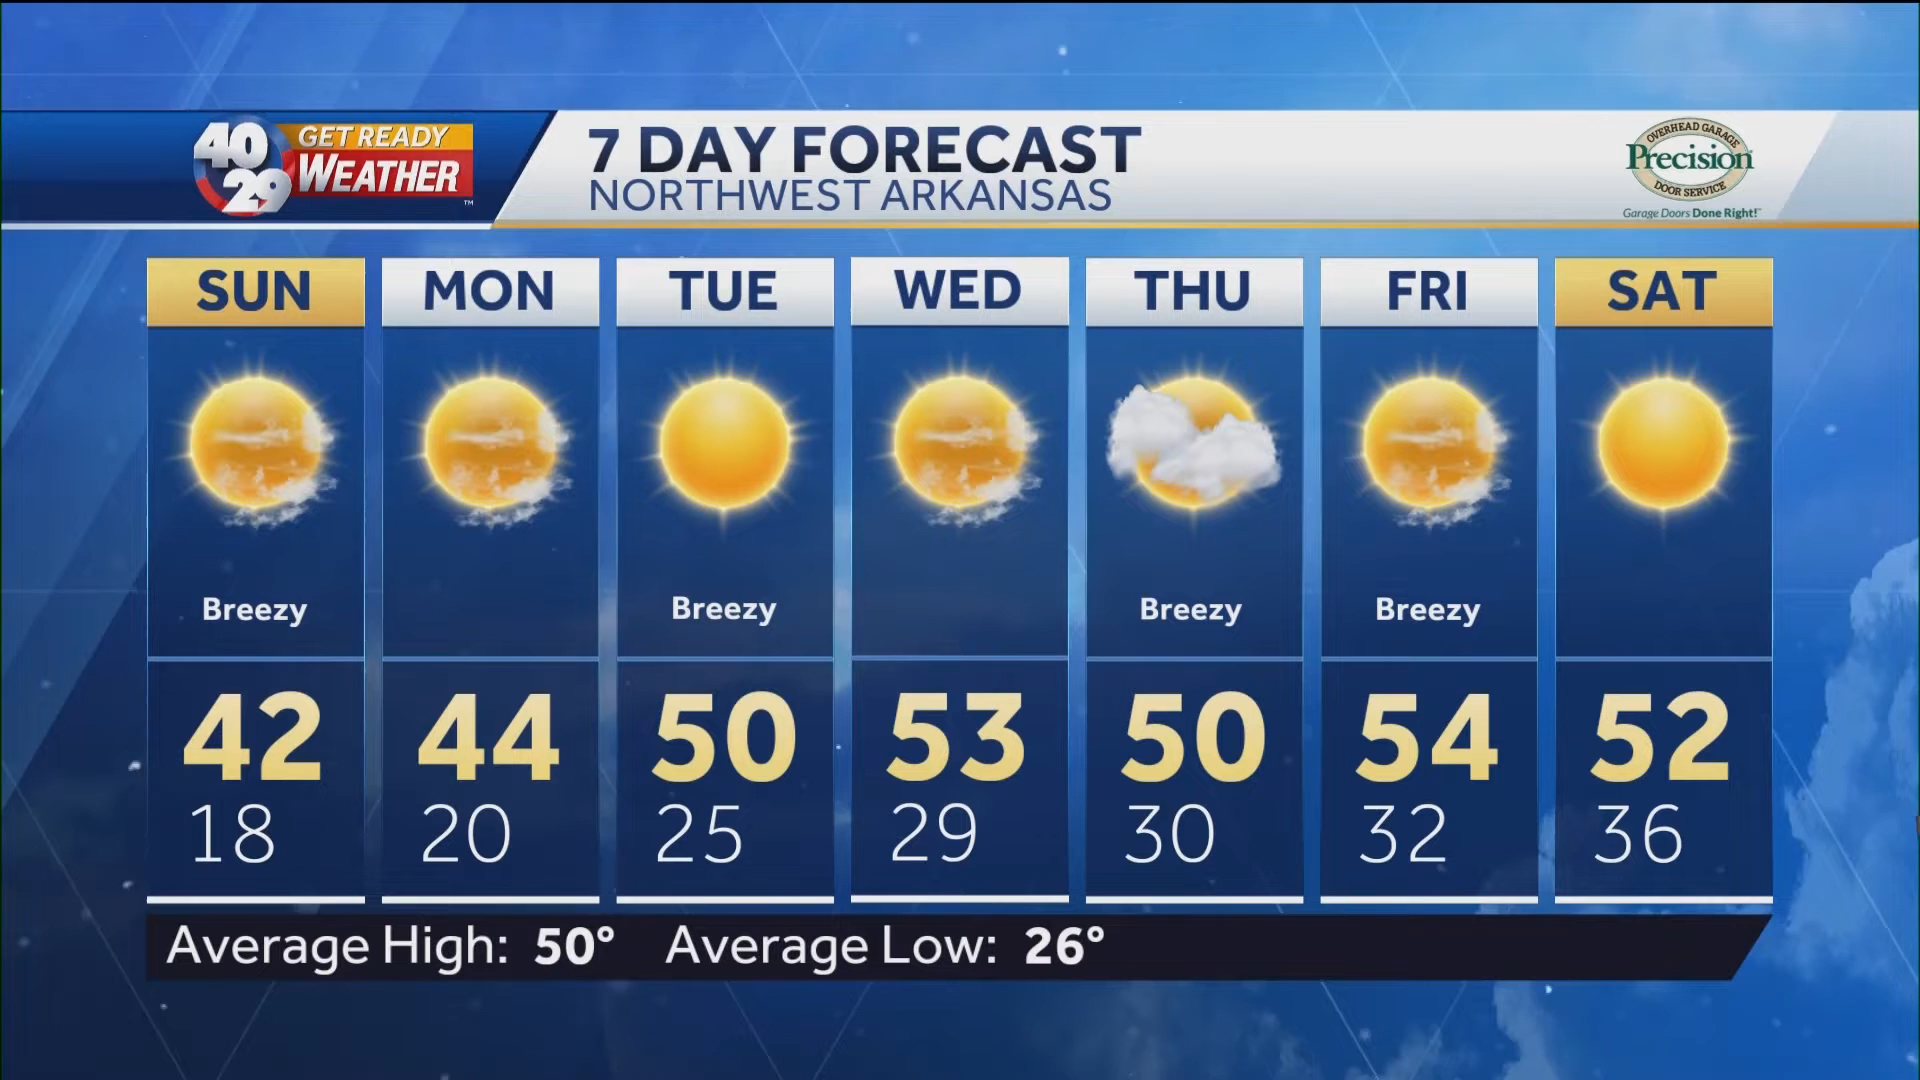 40
29
GET READY
WEATHER™
7 DAY FORECAST
NORTHWEST ARKANSAS
OVERHEAD GARAGE
Precision
DOOR SERVICE
Garage Doors Done Right!™
SUN MON TUE WED THU FRI SAT
Breezy Breezy Breezy Breezy
42 44 50 53 50 54 52
18 20 25 29 30 32 36
Average High: 50° Average Low: 26°